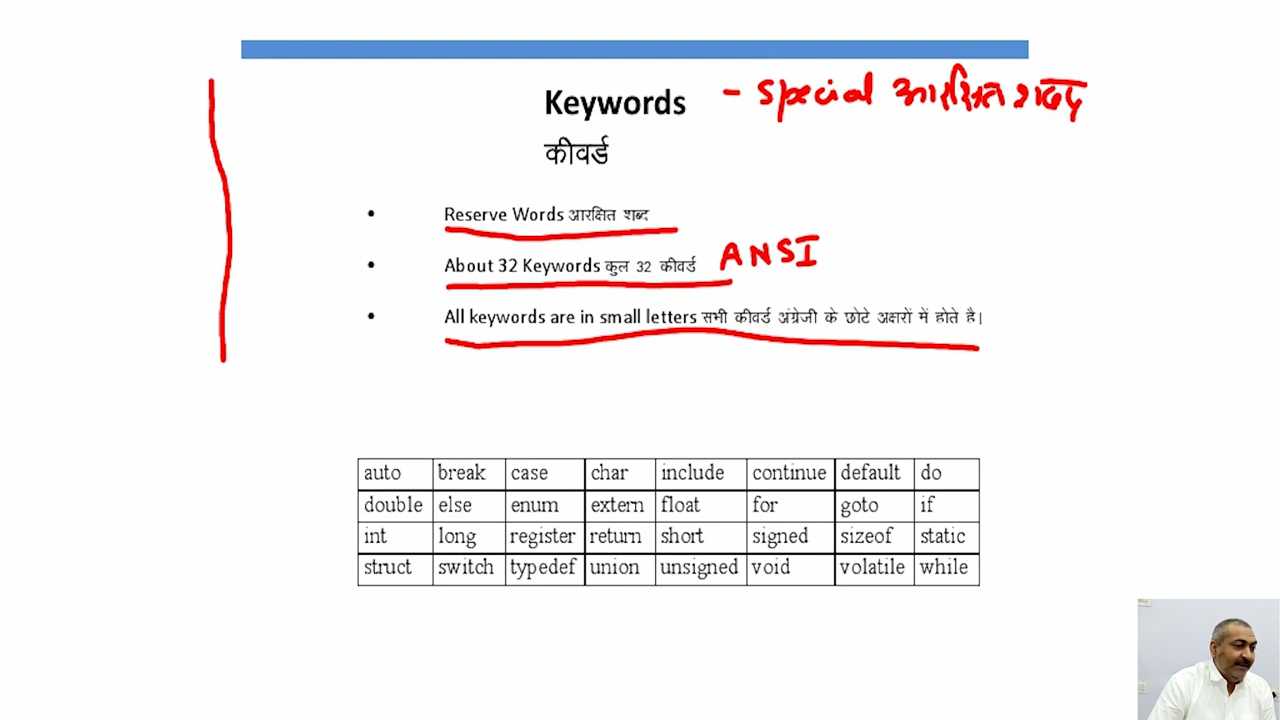 Keywords - special आरक्षित शब्द
कीवर्ड
• Reserve Words आरक्षित शब्द
• About 32 Keywords कुल 32 कीवर्ड ANSI
• All keywords are in small letters सभी कीवर्ड अंग्रेजी के छोटे अक्षरों में होते है।
auto break case char include continue default do
double else enum extern float for goto if
int long register return short signed sizeof static
struct switch typedef union unsigned void volatile while